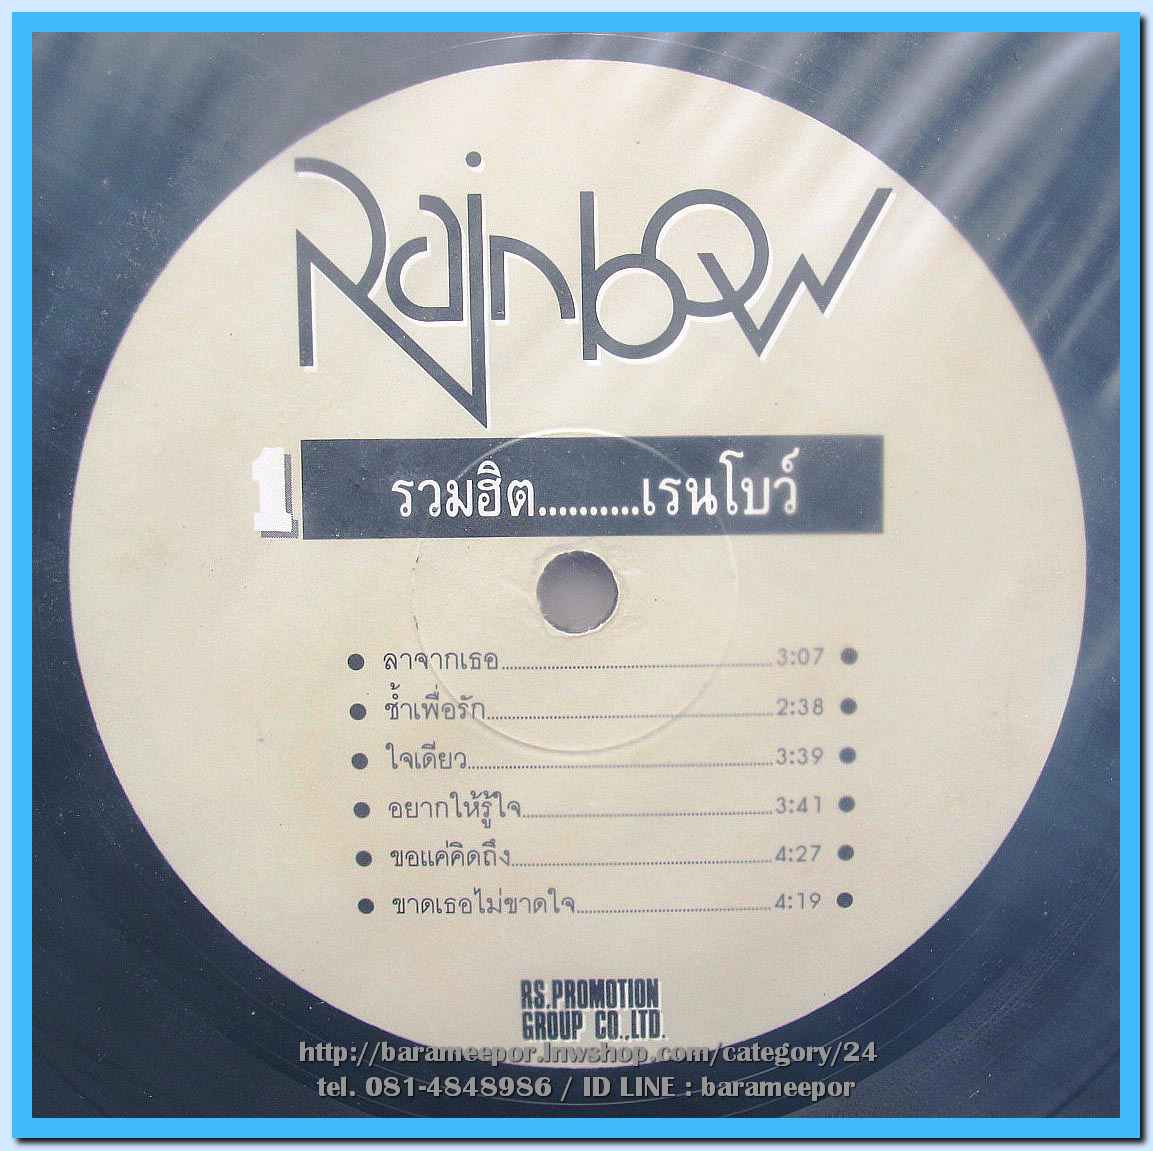 Rainbow
1 รวมฮิต..........เรนโบว์
● ลาจากเธอ 3:07 ●
● ช้ำเพื่อรัก 2:38 ●
● ใจเดียว 3:39 ●
● อยากให้รู้ใจ 3:41 ●
● ขอแค่คิดถึง 4:27 ●
● ขาดเธอไม่ขาดใจ 4:19 ●
RS.PROMOTION
GROUP CO.,LTD.
http://barameepor.lnwshop.com/category/24
tel. 081-4848986 / ID LINE : barameepor